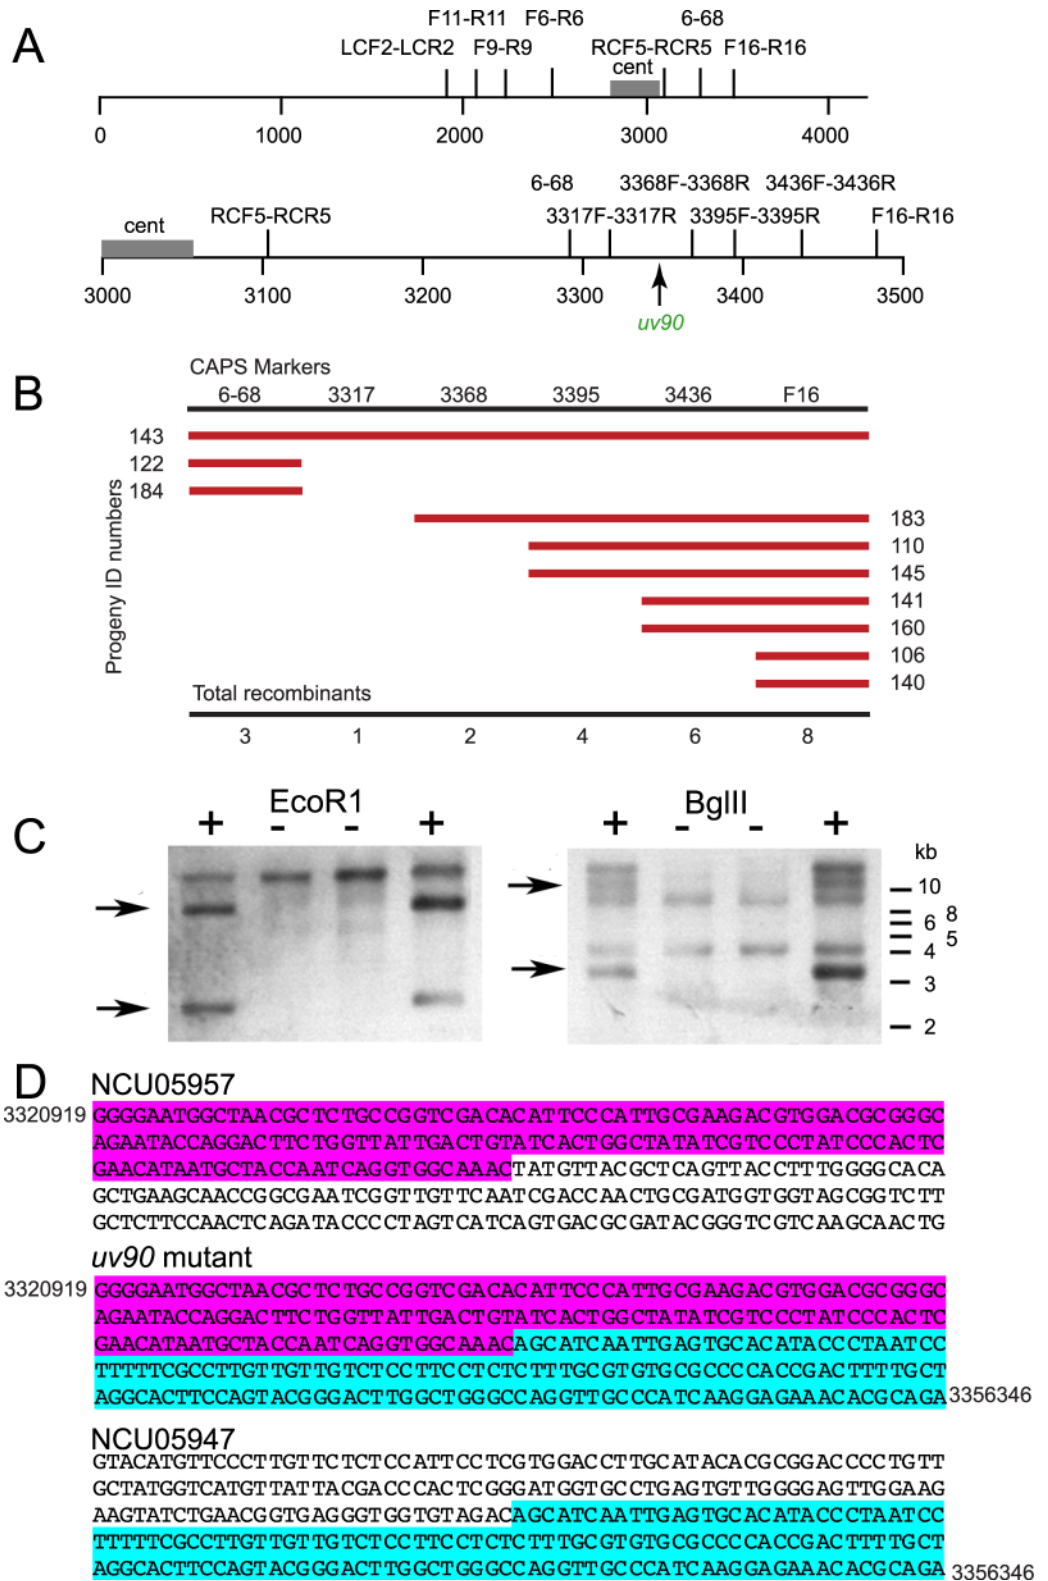 A
F11-R11 F6-R6 6-68
LCF2-LCR2 F9-R9 RCF5-RCR5 F16-R16
cent
0 1000 2000 3000 4000
6-68 3368F-3368R 3436F-3436R
cent RCF5-RCR5 3317F-3317R 3395F-3395R F16-R16
3000 3100 3200 3300 3400 3500
uv90
B
CAPS Markers
6-68 3317 3368 3395 3436 F16
Progeny ID numbers
143
122
184
183
110
145
141
160
106
140
Total recombinants
3 1 2 4 6 8
C
EcoR1 BglII
+ - - + + - - +
kb
10
8
6
5
4
3
2
D
NCU05957
3320919 GGGGAATGGCTAACGCTCTGCCGGTCGACACATTCCCATTGCGAAGACGTGGACGCGGGC
AGAATACCAGGACTTCTGGTTATTGACTGTATCACTGGCTATATCGTCCCTATCCCACTC
GAACATAATGCTACCAATCAGGTGGCAAACTATGTTACGCTCAGTTACCTTTGGGGCACA
GCTGAAGCAACCGGCGAATCGGTTGTTCAATCGACCAACTGCGATGGTGGTAGCGGTCTT
GCTCTTCCAACTCAGATACCCCTAGTCATCAGTGACGCGATACGGGTCGTCAAGCAACTG
uv90 mutant
3320919 GGGGAATGGCTAACGCTCTGCCGGTCGACACATTCCCATTGCGAAGACGTGGACGCGGGC
AGAATACCAGGACTTCTGGTTATTGACTGTATCACTGGCTATATCGTCCCTATCCCACTC
GAACATAATGCTACCAATCAGGTGGCAAACAGCATCAATTGAGTGCACATACCCTAATCC
TTTTTCGCCTTGTTGTTGTCTCCTTCCTCTCTTTGCGTGTGCGCCCCACCGACTTTTGCT
AGGCACTTCCAGTACGGGACTTGGCTGGGCCAGGTTGCCCATCAAGGAGAAACACGCAGA 3356346
NCU05947
GTACATGTTCCCTTGTTCTCTCCATTCCTCGTGGACCTTGCATACACGCGGACCCCTGTT
GCTATGGTCATGTTATTACGACCCACTCGGGATGGTGCCTGAGTGTTGGGGAGTTGGAAG
AAGTATCTGAACGGTGAGGGTGGTGTAGACAGCATCAATTGAGTGCACATACCCTAATCC
TTTTTCGCCTTGTTGTTGTCTCCTTCCTCTCTTTGCGTGTGCGCCCCACCGACTTTTGCT
AGGCACTTCCAGTACGGGACTTGGCTGGGCCAGGTTGCCCATCAAGGAGAAACACGCAGA 3356346